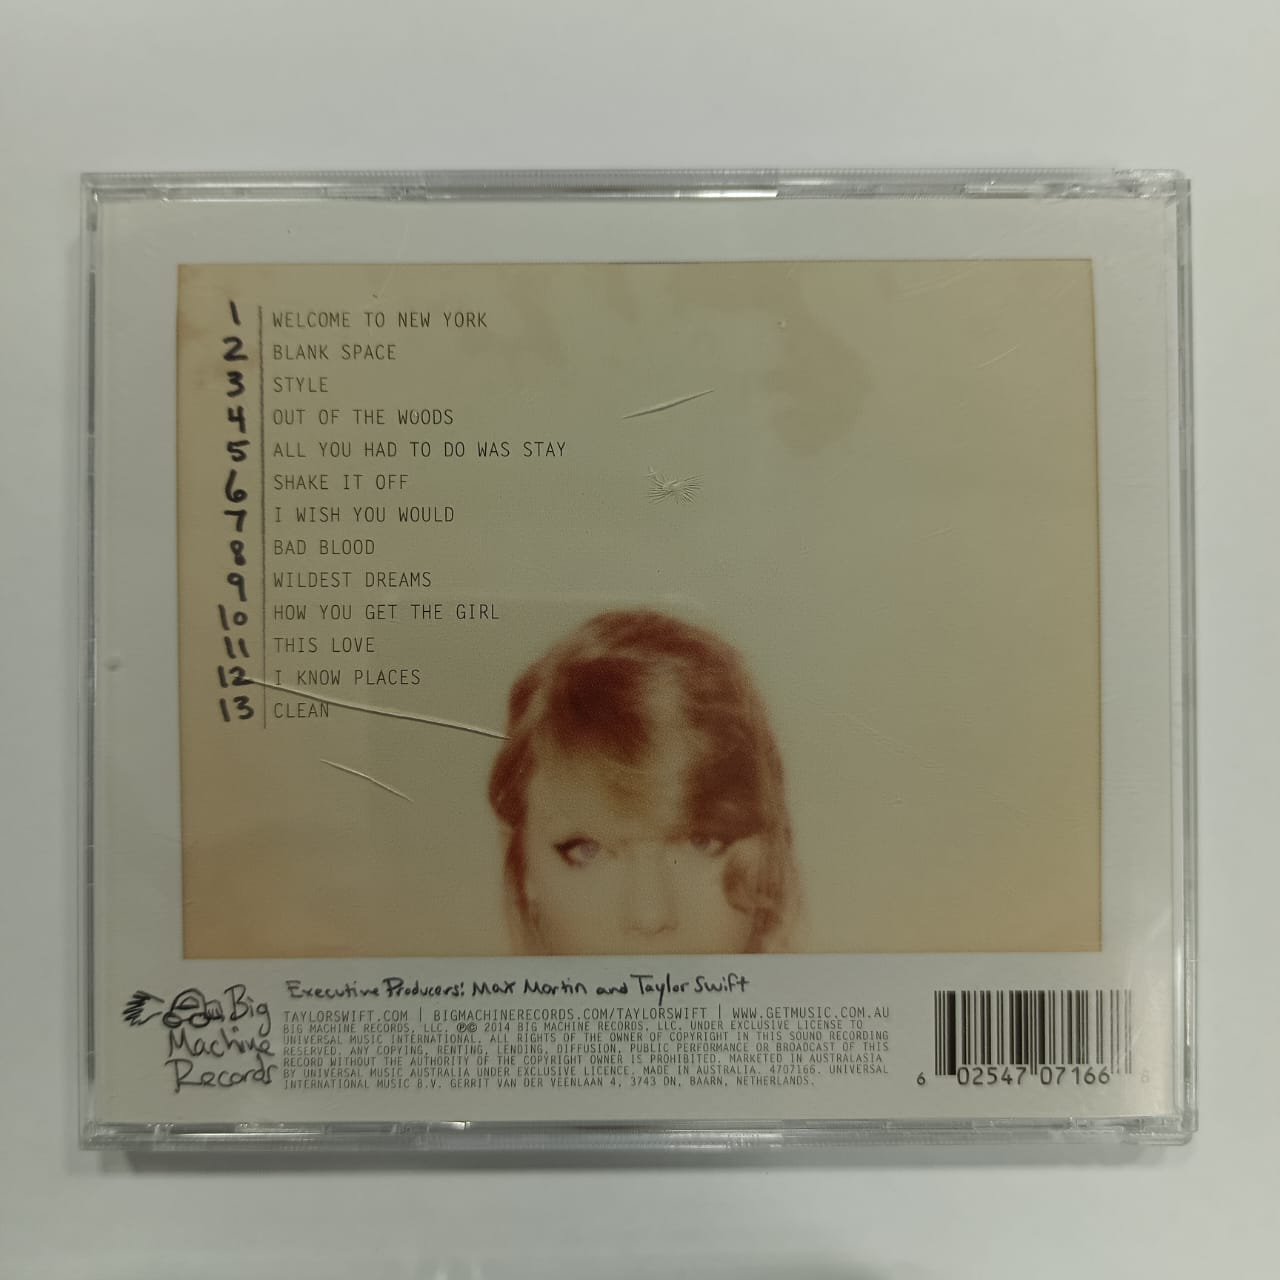 1 WELCOME TO NEW YORK
2 BLANK SPACE
3 STYLE
4 OUT OF THE WOODS
5 ALL YOU HAD TO DO WAS STAY
6 SHAKE IT OFF
7 I WISH YOU WOULD
8 BAD BLOOD
9 WILDEST DREAMS
10 HOW YOU GET THE GIRL
11 THIS LOVE
12 I KNOW PLACES
13 CLEAN
Big
Machine
Records
Executive Producers: Max Martin and Taylor Swift
TAYLORSWIFT.COM | BIGMACHINERECORDS.COM/TAYLORSWIFT | WWW.GETMUSIC.COM.AU
BIG MACHINE RECORDS, LLC. ℗© 2014 BIG MACHINE RECORDS, LLC. UNDER EXCLUSIVE LICENSE TO
UNIVERSAL MUSIC INTERNATIONAL. ALL RIGHTS OF THE OWNER OF COPYRIGHT IN THIS SOUND RECORDING
RESERVED. ANY COPYING, RENTING, LENDING, DIFFUSION, PUBLIC PERFORMANCE OR BROADCAST OF THIS
RECORD WITHOUT THE AUTHORITY OF THE COPYRIGHT OWNER IS PROHIBITED. MARKETED IN AUSTRALASIA
BY UNIVERSAL MUSIC AUSTRALIA UNDER EXCLUSIVE LICENCE. MADE IN AUSTRALIA. 4707166. UNIVERSAL
INTERNATIONAL MUSIC B.V. GERRIT VAN DER VEENLAAN 4, 3743 DN, BAARN, NETHERLANDS.
6 02547 07166 8